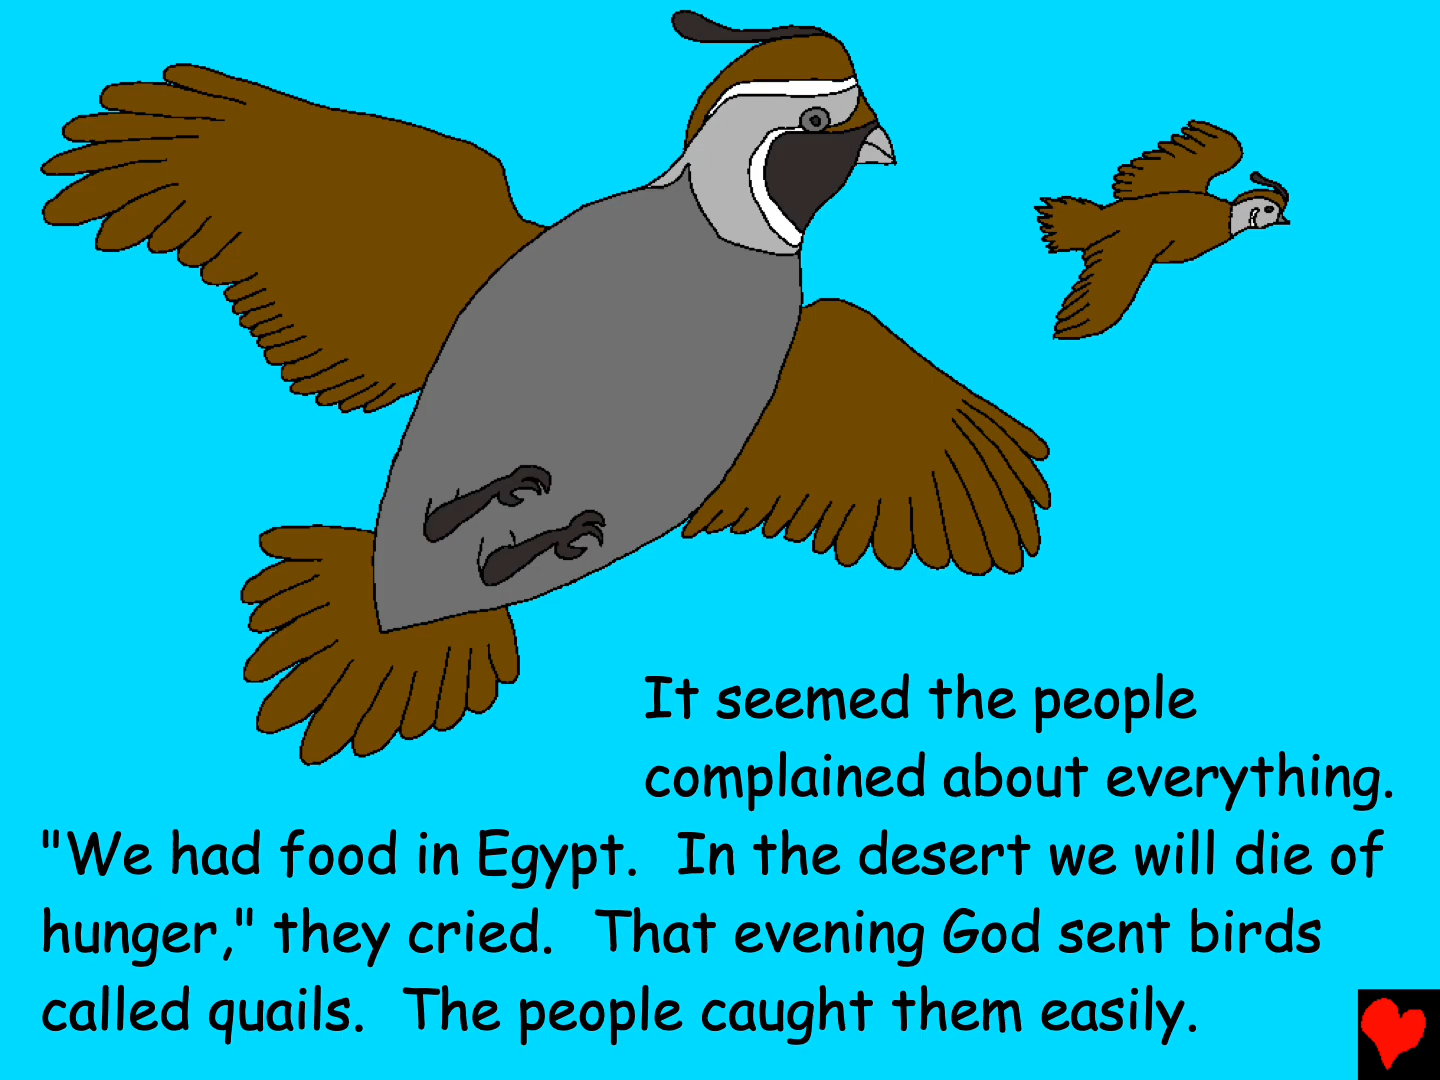 It seemed the people
complained about everything.
"We had food in Egypt.  In the desert we will die of
hunger," they cried.  That evening God sent birds
called quails.  The people caught them easily.